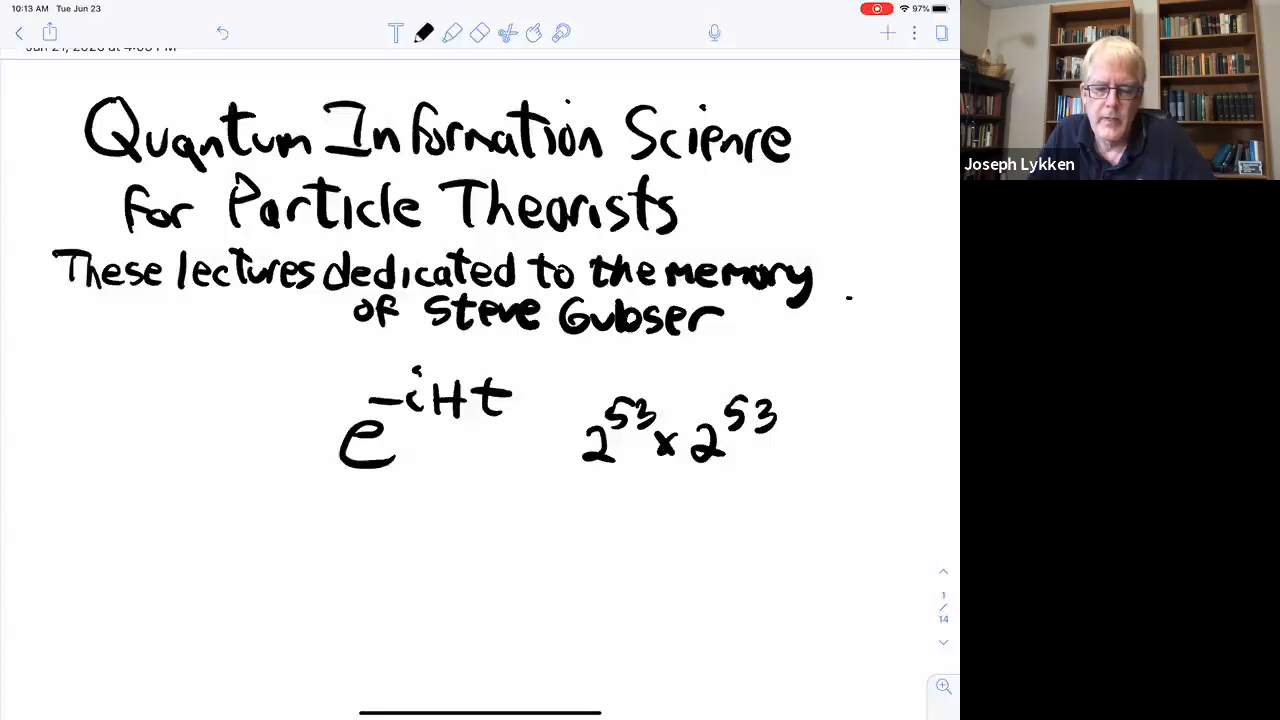 10:13 AM Tue Jun 23
97%
Quantum Information Science
for Particle Theorists
These lectures dedicated to the memory
of Steve Gubser
e^{-iHt} 2^{53} x 2^{53}
1
/
14
Joseph Lykken